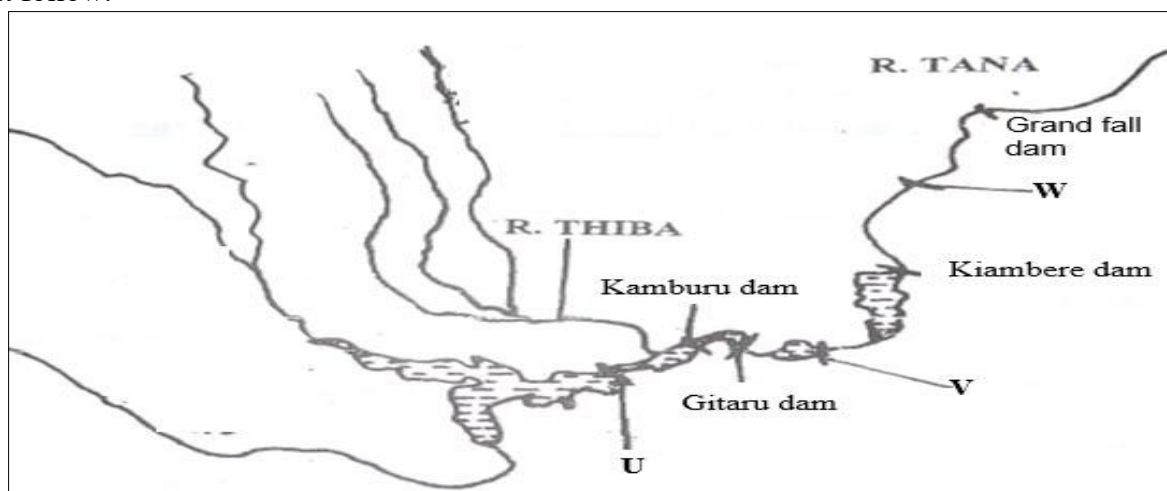 R. TANA
Grand fall
dam
W
R. THIBA
Kamburu dam
Kiambere dam
Gitaru dam
V
U